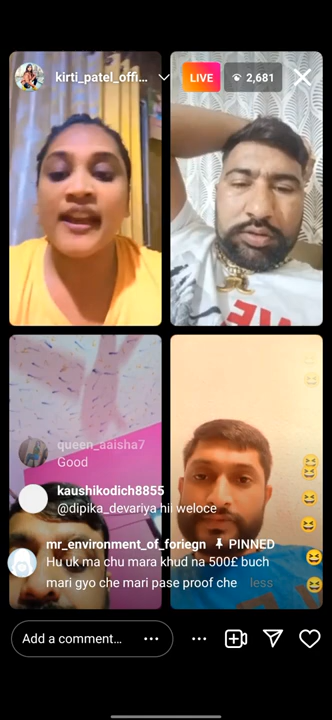 kirti_patel_offi...
LIVE
2,681
queen_aaisha7
Good
kaushikodich8855
@dipika_devariya hii weloce
mr_environment_of_foriegn PINNED
Hu uk ma chu mara khud na 500£ buch
mari gyo che mari pase proof che less
Add a comment...